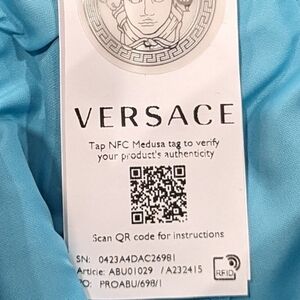 VERSACE
Tap NFC Medusa tag to verify
your product's authenticity
Scan QR code for instructions
SN: 0423A4DAC26981
Article: ABU01029 /A232415
PO: PROABU/698/1
RFID